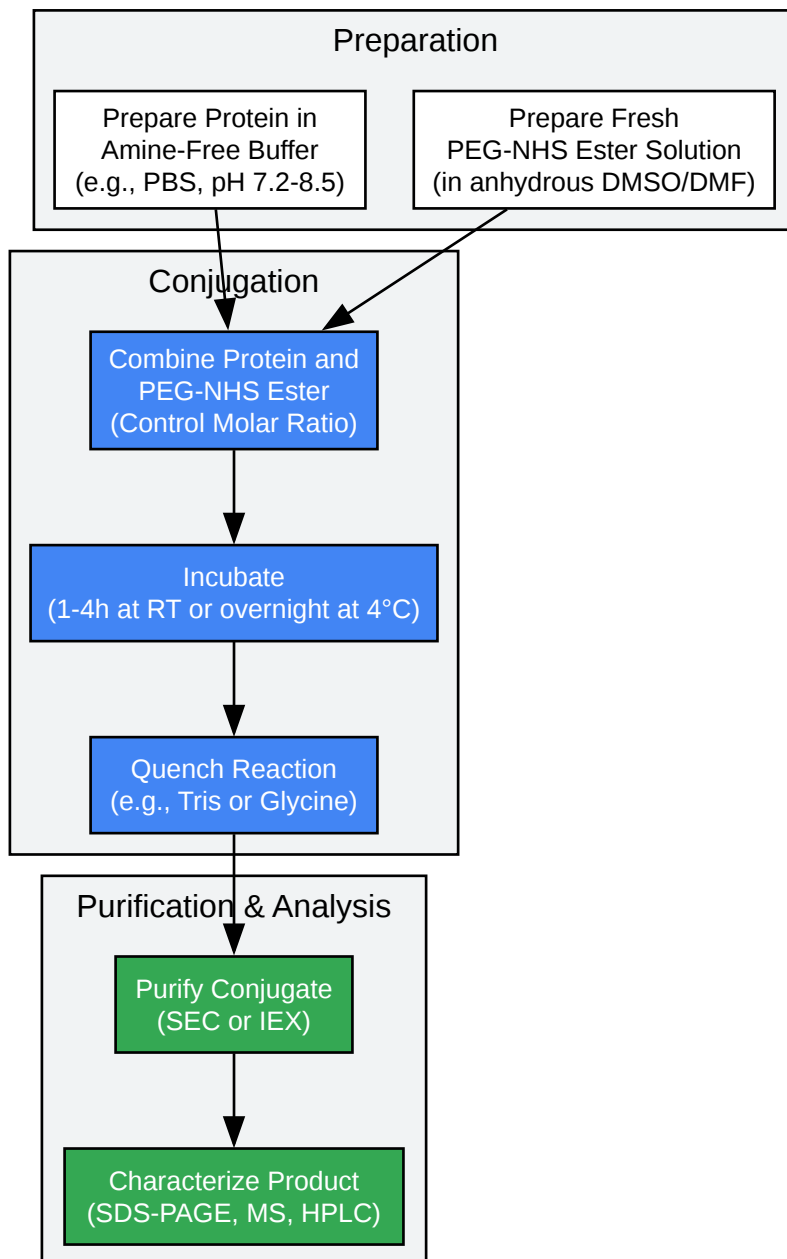 Preparation
Prepare Protein in
Amine-Free Buffer
(e.g., PBS, pH 7.2-8.5)
Prepare Fresh
PEG-NHS Ester Solution
(in anhydrous DMSO/DMF)
Conjugation
Combine Protein and
PEG-NHS Ester
(Control Molar Ratio)
Incubate
(1-4h at RT or overnight at 4°C)
Quench Reaction
(e.g., Tris or Glycine)
Purification & Analysis
Purify Conjugate
(SEC or IEX)
Characterize Product
(SDS-PAGE, MS, HPLC)